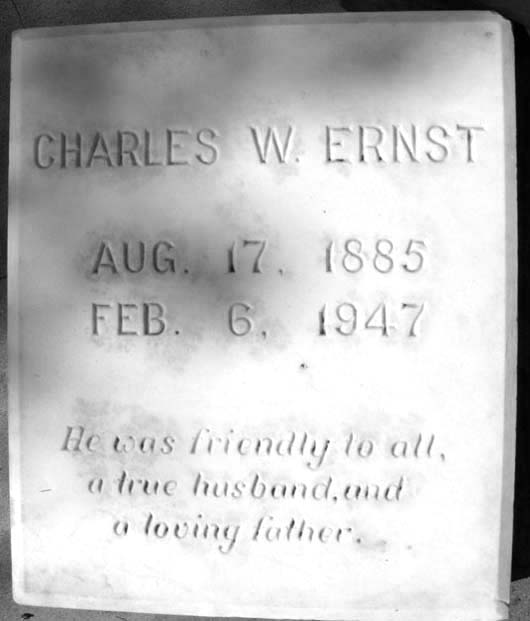 CHARLES W. ERNST
AUG. 17, 1885
FEB. 6, 1947
He was friendly to all,
a true husband, and
a loving father.